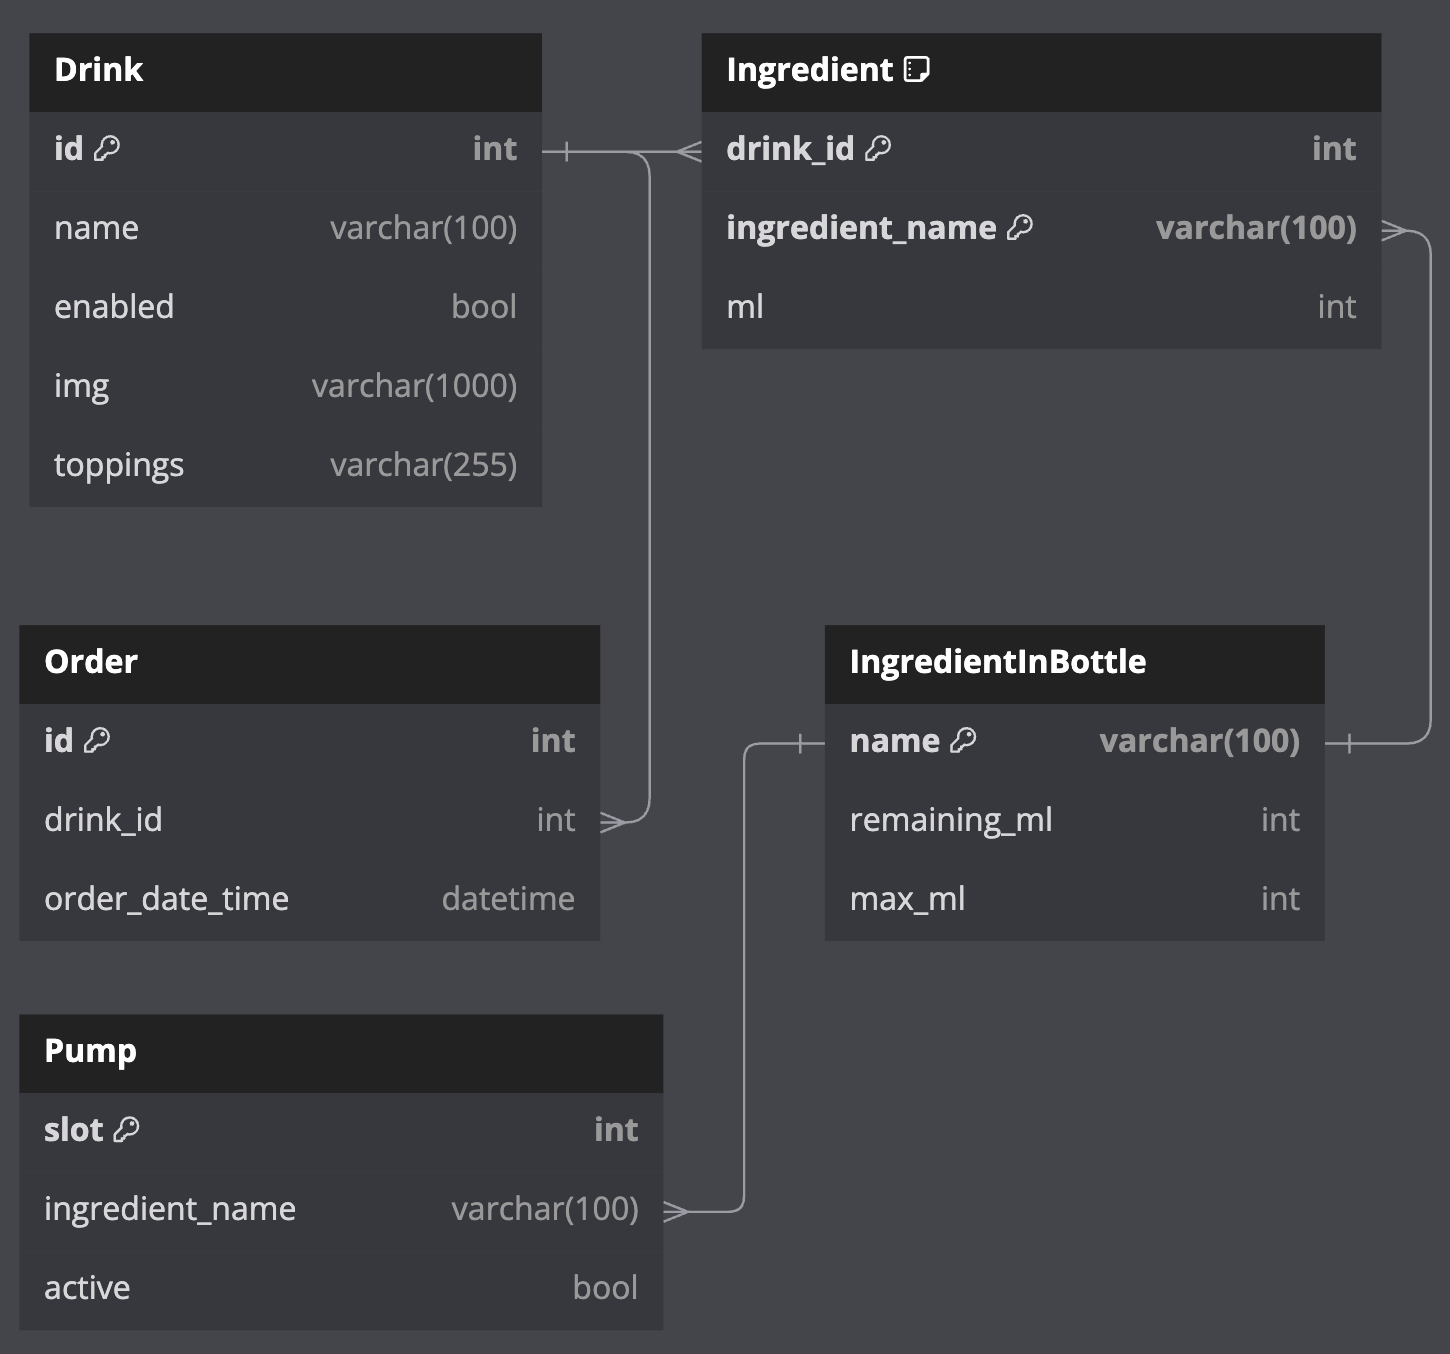 Drink
id int
name varchar(100)
enabled bool
img varchar(1000)
toppings varchar(255)
Ingredient
drink_id int
ingredient_name varchar(100)
ml int
Order
id int
drink_id int
order_date_time datetime
IngredientInBottle
name varchar(100)
remaining_ml int
max_ml int
Pump
slot int
ingredient_name varchar(100)
active bool